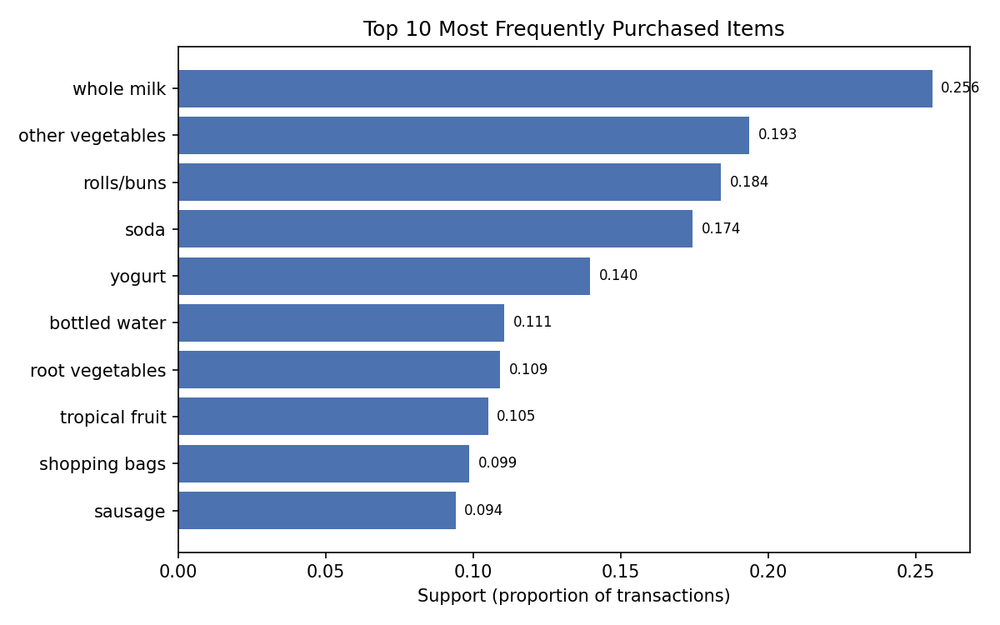 Top 10 Most Frequently Purchased Items
whole milk 0.256
other vegetables 0.193
rolls/buns 0.184
soda 0.174
yogurt 0.140
bottled water 0.111
root vegetables 0.109
tropical fruit 0.105
shopping bags 0.099
sausage 0.094
0.00 0.05 0.10 0.15 0.20 0.25
Support (proportion of transactions)